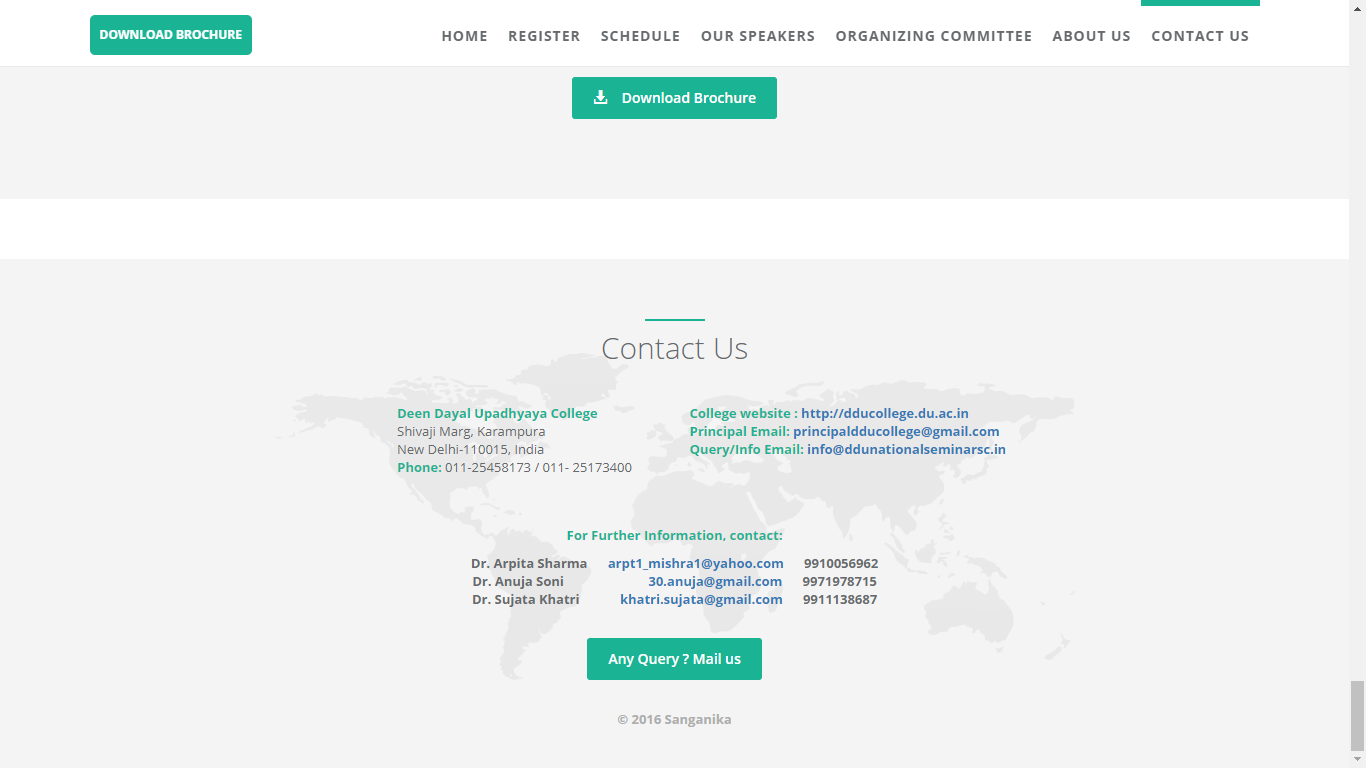 DOWNLOAD BROCHURE
HOME REGISTER SCHEDULE OUR SPEAKERS ORGANIZING COMMITTEE ABOUT US CONTACT US
Download Brochure
Contact Us
Deen Dayal Upadhyaya College
Shivaji Marg, Karampura
New Delhi-110015, India
Phone: 011-25458173 / 011- 25173400
College website : http://dducollege.du.ac.in
Principal Email: principaldducollege@gmail.com
Query/Info Email: info@ddunationalseminarsc.in
For Further Information, contact:
Dr. Arpita Sharma arpt1_mishra1@yahoo.com 9910056962
Dr. Anuja Soni 30.anuja@gmail.com 9971978715
Dr. Sujata Khatri khatri.sujata@gmail.com 9911138687
Any Query ? Mail us
© 2016 Sanganika